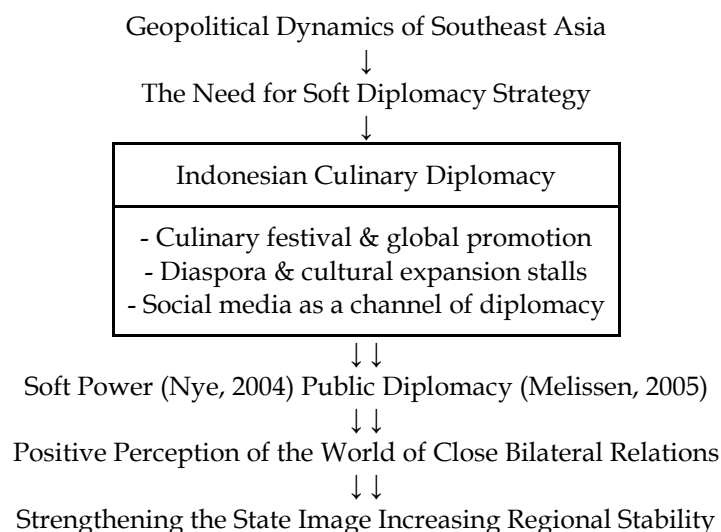 Geopolitical Dynamics of Southeast Asia
↓
The Need for Soft Diplomacy Strategy
↓
Indonesian Culinary Diplomacy
- Culinary festival & global promotion
- Diaspora & cultural expansion stalls
- Social media as a channel of diplomacy
↓ ↓
Soft Power (Nye, 2004) Public Diplomacy (Melissen, 2005)
↓ ↓
Positive Perception of the World of Close Bilateral Relations
↓ ↓
Strengthening the State Image Increasing Regional Stability